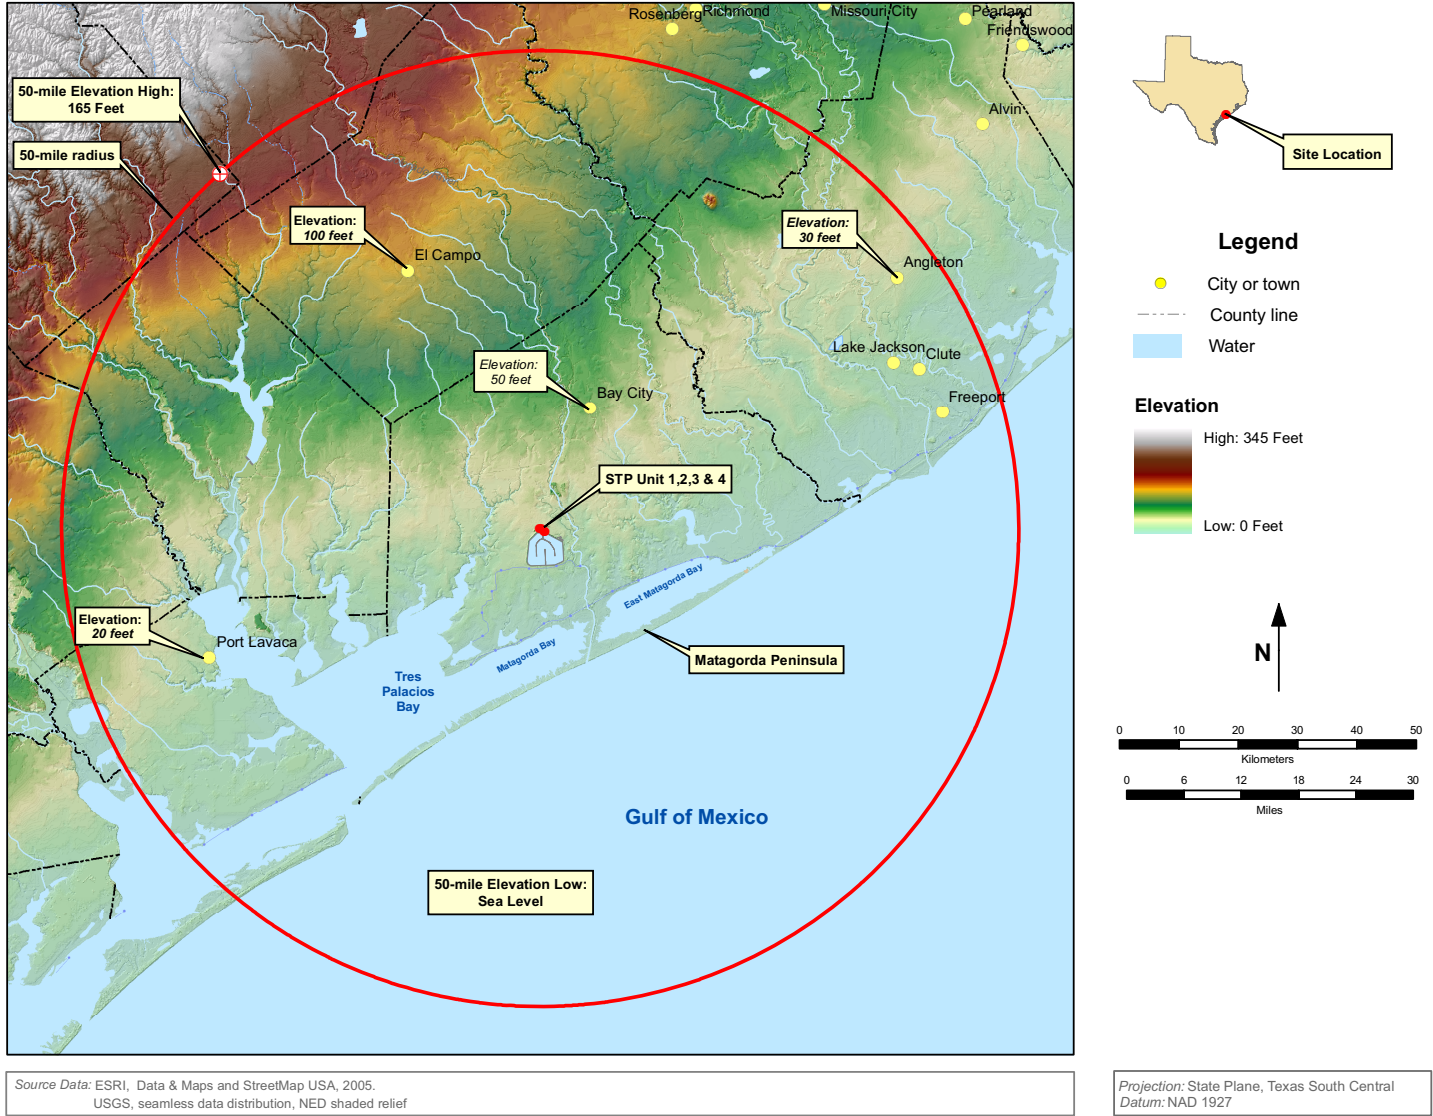 Rosenberg
Richmond
Missouri City
Pearland
Friendswood
50-mile Elevation High:
165 Feet
Alvin
50-mile radius
Site Location
Elevation:
100 feet
Elevation:
30 feet
El Campo
Angleton
Legend
City or town
County line
Water
Lake Jackson
Clute
Elevation:
50 feet
Bay City
Freeport
Elevation
High: 345 Feet
Low: 0 Feet
STP Unit 1,2,3 & 4
East Matagorda Bay
Elevation:
20 feet
Port Lavaca
Matagorda Bay
Matagorda Peninsula
Tres
Palacios
Bay
N
0 10 20 30 40 50
Kilometers
0 6 12 18 24 30
Miles
Gulf of Mexico
50-mile Elevation Low:
Sea Level
Source Data: ESRI, Data & Maps and StreetMap USA, 2005.
USGS, seamless data distribution, NED shaded relief
Projection: State Plane, Texas South Central
Datum: NAD 1927